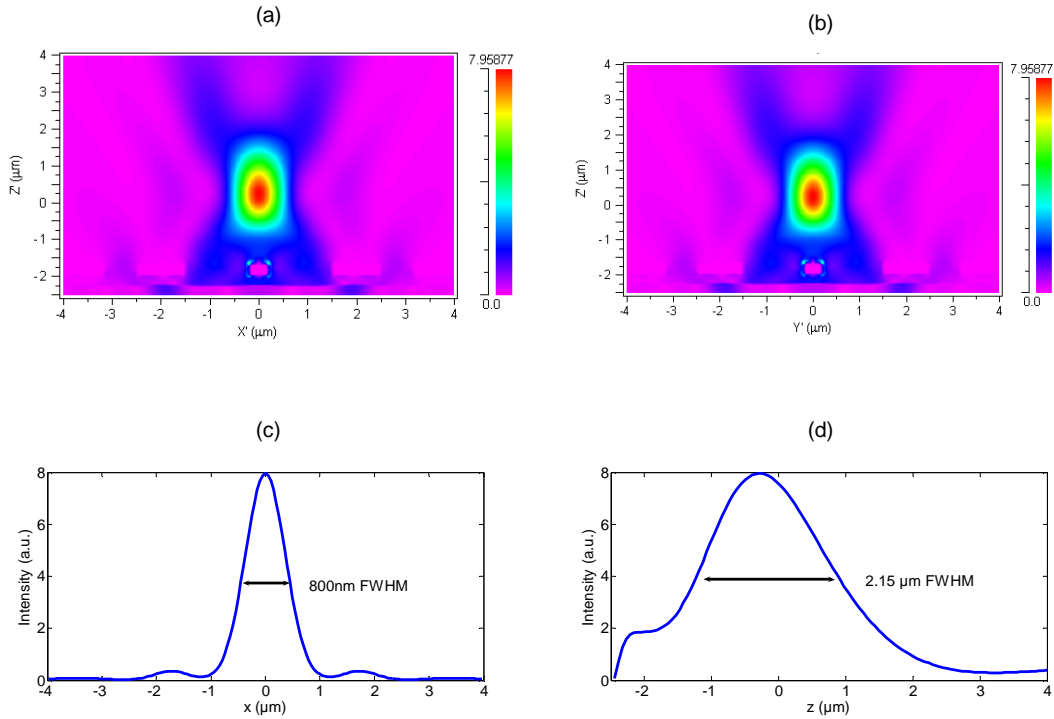 (a)
(b)
7.95877
0.0
Z' (µm)
4
3
2
1
0
-1
-2
-4 -3 -2 -1 0 1 2 3 4
X' (µm)
7.95877
0.0
Z' (µm)
4
3
2
1
0
-1
-2
-4 -3 -2 -1 0 1 2 3 4
Y' (µm)
(c)
(d)
Intensity (a.u.)
8
6
4
2
0
800nm FWHM
-4 -3 -2 -1 0 1 2 3 4
x (µm)
Intensity (a.u.)
8
6
4
2
0
2.15 µm FWHM
-2 -1 0 1 2 3 4
z (µm)